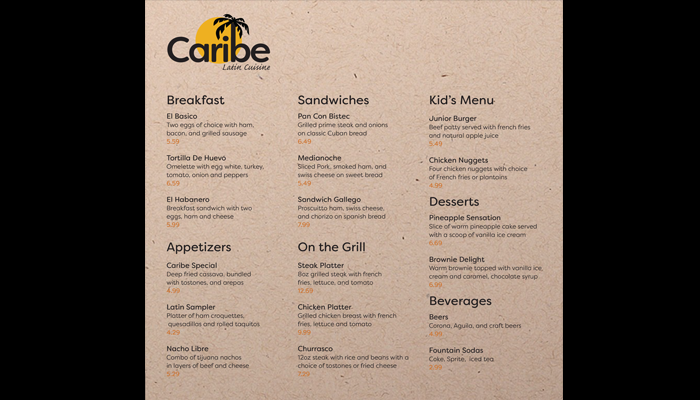 Caribe
Latin Cuisine
Breakfast
El Basico
Two eggs of choice with ham,
bacon, and grilled sausage
5.59
Tortilla De Huevo
Omelette with egg white, turkey,
tomato, onion and peppers
6.59
El Habanero
Breakfast sandwich with two
eggs, ham and cheese
5.99
Appetizers
Caribe Special
Deep fried cassava, bundled
with tostones, and arepas
4.99
Latin Sampler
Platter of ham croquettes,
quesadillas and rolled taquitos
Nacho Libre
Combo of tijuana nachos
in layers of beef and cheese
Sandwiches
Pan Con Bistec
Grilled prime steak and onions
on classic Cuban bread
6.49
Medianoche
Sliced Pork, smoked ham, and
swiss cheese on sweet bread
5.49
Sandwich Gallego
Proscuitto ham, swiss cheese,
and chorizo on spanish bread
7.99
On the Grill
Steak Platter
8oz grilled steak with french
fries, lettuce, and tomato
12.69
Chicken Platter
Grilled chicken breast with french
fries, lettuce and tomato
9.99
Churrasco
12oz steak with rice and beans with a
choice of tostones or fried cheese
Kid's Menu
Junior Burger
Beef patty served with french fries
and natural apple juice
5.49
Chicken Nuggets
Four chicken nuggets with choice
of French fries or plantains
4.99
Desserts
Pineapple Sensation
Slice of warm pineapple cake served
with a scoop of vanilla ice cream
6.89
Brownie Delight
Warm brownie topped with vanilla ice
cream and caramel, chocolate syrup
5.99
Beverages
Beers
Corona, Aguila, and craft beers
Fountain Sodas
Coke, Sprite, iced tea